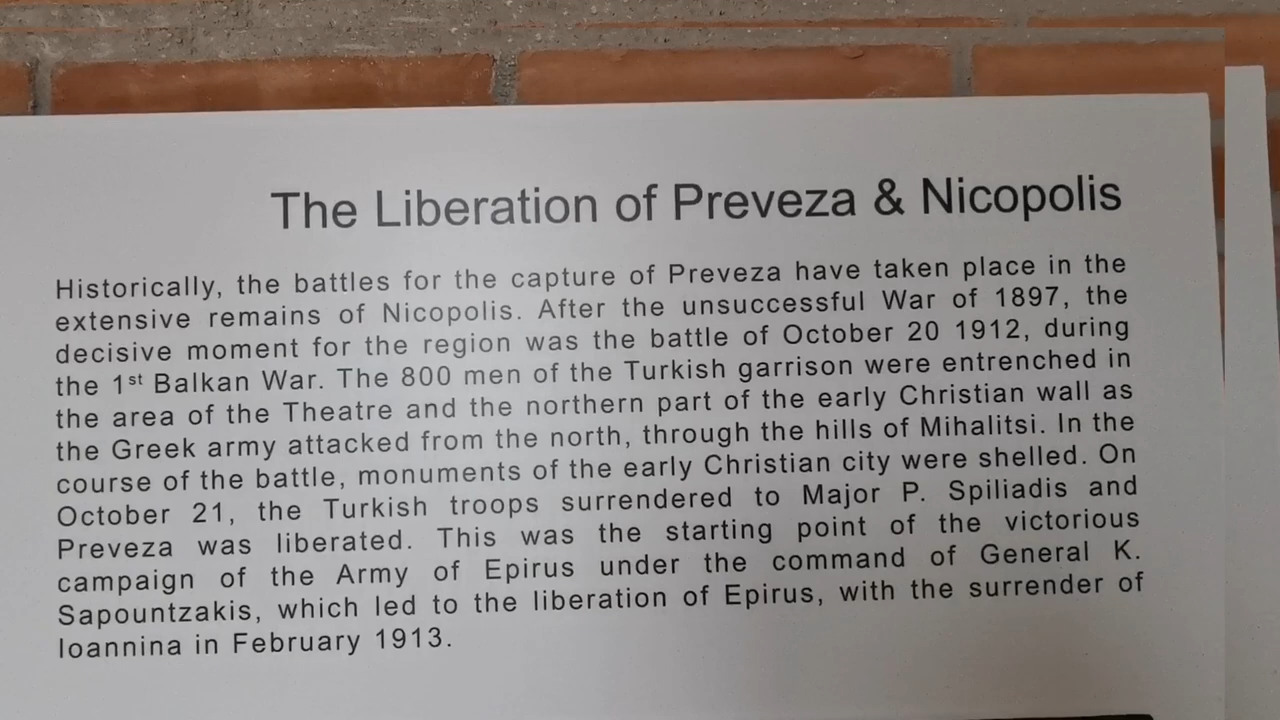 The Liberation of Preveza & Nicopolis
Historically, the battles for the capture of Preveza have taken place in the
extensive remains of Nicopolis. After the unsuccessful War of 1897, the
decisive moment for the region was the battle of October 20 1912, during
the 1st Balkan War. The 800 men of the Turkish garrison were entrenched in
the area of the Theatre and the northern part of the early Christian wall as
the Greek army attacked from the north, through the hills of Mihalitsi. In the
course of the battle, monuments of the early Christian city were shelled. On
October 21, the Turkish troops surrendered to Major P. Spiliadis and
Preveza was liberated. This was the starting point of the victorious
campaign of the Army of Epirus under the command of General K.
Sapountzakis, which led to the liberation of Epirus, with the surrender of
Ioannina in February 1913.